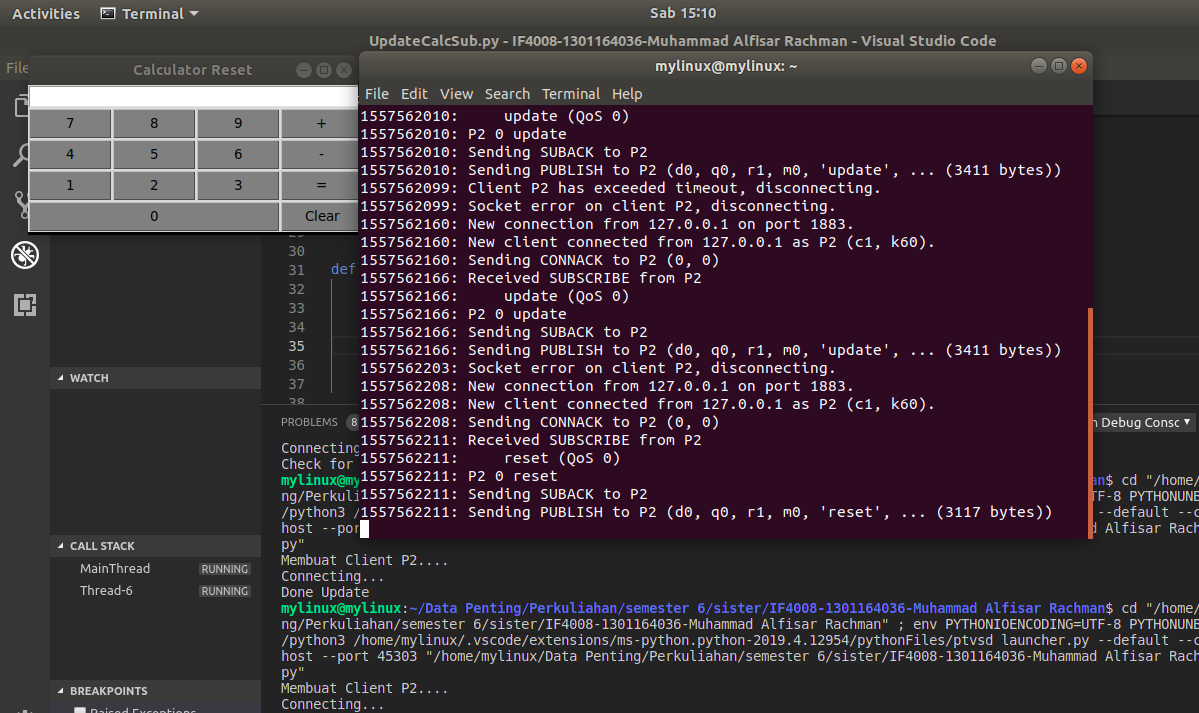 Activities
Terminal
Sab 15:10
UpdateCalcSub.py - IF4008-1301164036-Muhammad Alfisar Rachman - Visual Studio Code
File
Calculator Reset
7 8 9 +
4 5 6 -
1 2 3 =
0 Clear
mylinux@mylinux: ~
File Edit View Search Terminal Help
1557562010:     update (QoS 0)
1557562010: P2 0 update
1557562010: Sending SUBACK to P2
1557562010: Sending PUBLISH to P2 (d0, q0, r1, m0, 'update', ... (3411 bytes))
1557562099: Client P2 has exceeded timeout, disconnecting.
1557562099: Socket error on client P2, disconnecting.
1557562160: New connection from 127.0.0.1 on port 1883.
1557562160: New client connected from 127.0.0.1 as P2 (c1, k60).
1557562160: Sending CONNACK to P2 (0, 0)
1557562166: Received SUBSCRIBE from P2
1557562166:     update (QoS 0)
1557562166: P2 0 update
1557562166: Sending SUBACK to P2
1557562166: Sending PUBLISH to P2 (d0, q0, r1, m0, 'update', ... (3411 bytes))
1557562203: Socket error on client P2, disconnecting.
1557562208: New connection from 127.0.0.1 on port 1883.
1557562208: New client connected from 127.0.0.1 as P2 (c1, k60).
1557562208: Sending CONNACK to P2 (0, 0)
1557562211: Received SUBSCRIBE from P2
1557562211:     reset (QoS 0)
1557562211: P2 0 reset
1557562211: Sending SUBACK to P2
1557562211: Sending PUBLISH to P2 (d0, q0, r1, m0, 'reset', ... (3117 bytes))
30
31 def
32
33
34
35
36
37
38
WATCH
CALL STACK
MainThread RUNNING
Thread-6 RUNNING
BREAKPOINTS
Raised Exceptions
PROBLEMS 8
n Debug Consc
Connecting
Check for
mylinux@my an$ cd "/home/
ng/Perkulia TF-8 PYTHONUNE
/python3 / --default --c
host --por d Alfisar Rach
py"
Membuat Client P2....
Connecting...
Done Update
mylinux@mylinux:~/Data Penting/Perkuliahan/semester 6/sister/IF4008-1301164036-Muhammad Alfisar Rachman$ cd "/home/
ng/Perkuliahan/semester 6/sister/IF4008-1301164036-Muhammad Alfisar Rachman" ; env PYTHONIOENCODING=UTF-8 PYTHONUNE
/python3 /home/mylinux/.vscode/extensions/ms-python.python-2019.4.12954/pythonFiles/ptvsd_launcher.py --default --c
host --port 45303 "/home/mylinux/Data Penting/Perkuliahan/semester 6/sister/IF4008-1301164036-Muhammad Alfisar Rach
py"
Membuat Client P2....
Connecting...